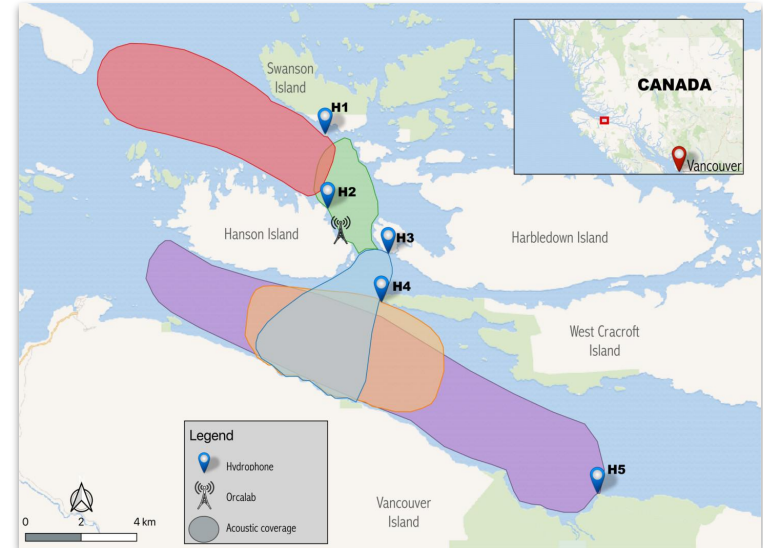 Swanson
Island
H1
CANADA
Vancouver
H2
Hanson Island
H3
Harbledown Island
H4
West Cracroft
Island
Legend
Hydrophone
Orcalab
Acoustic coverage
H5
Vancouver
Island
0 2 4 km